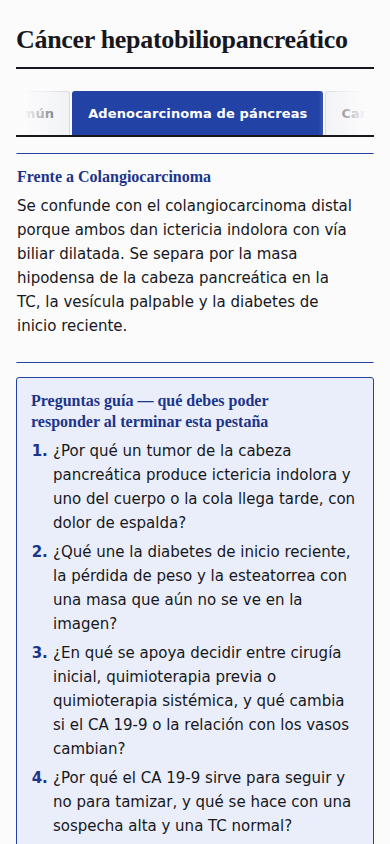 Cáncer hepatobiliopancreático
mún Adenocarcinoma de páncreas Car
Frente a Colangiocarcinoma
Se confunde con el colangiocarcinoma distal
porque ambos dan ictericia indolora con vía
biliar dilatada. Se separa por la masa
hipodensa de la cabeza pancreática en la
TC, la vesícula palpable y la diabetes de
inicio reciente.
Preguntas guía — qué debes poder
responder al terminar esta pestaña
1. ¿Por qué un tumor de la cabeza
pancreática produce ictericia indolora y
uno del cuerpo o la cola llega tarde, con
dolor de espalda?
2. ¿Qué une la diabetes de inicio reciente,
la pérdida de peso y la esteatorrea con
una masa que aún no se ve en la
imagen?
3. ¿En qué se apoya decidir entre cirugía
inicial, quimioterapia previa o
quimioterapia sistémica, y qué cambia
si el CA 19-9 o la relación con los vasos
cambian?
4. ¿Por qué el CA 19-9 sirve para seguir y
no para tamizar, y qué se hace con una
sospecha alta y una TC normal?